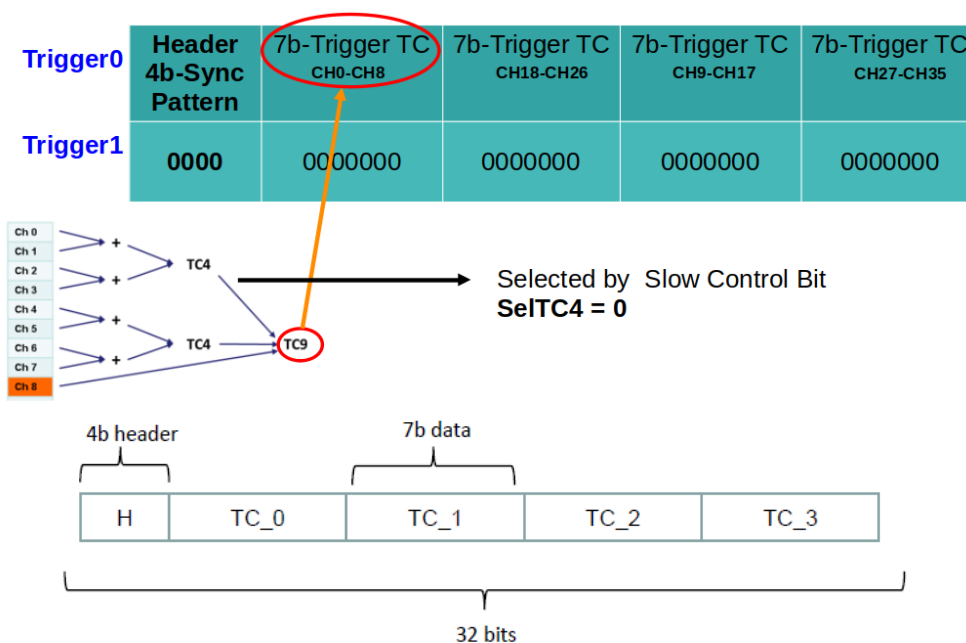 Trigger0
Header
4b-Sync
Pattern
7b-Trigger TC
CH0-CH8
7b-Trigger TC
CH18-CH26
7b-Trigger TC
CH9-CH17
7b-Trigger TC
CH27-CH35
Trigger1
0000
0000000
0000000
0000000
0000000
Ch 0
Ch 1
Ch 2
Ch 3
Ch 4
Ch 5
Ch 6
Ch 7
Ch 8
+
+
+
+
TC4
TC4
TC9
Selected by Slow Control Bit
SelTC4 = 0
4b header
7b data
H
TC_0
TC_1
TC_2
TC_3
32 bits